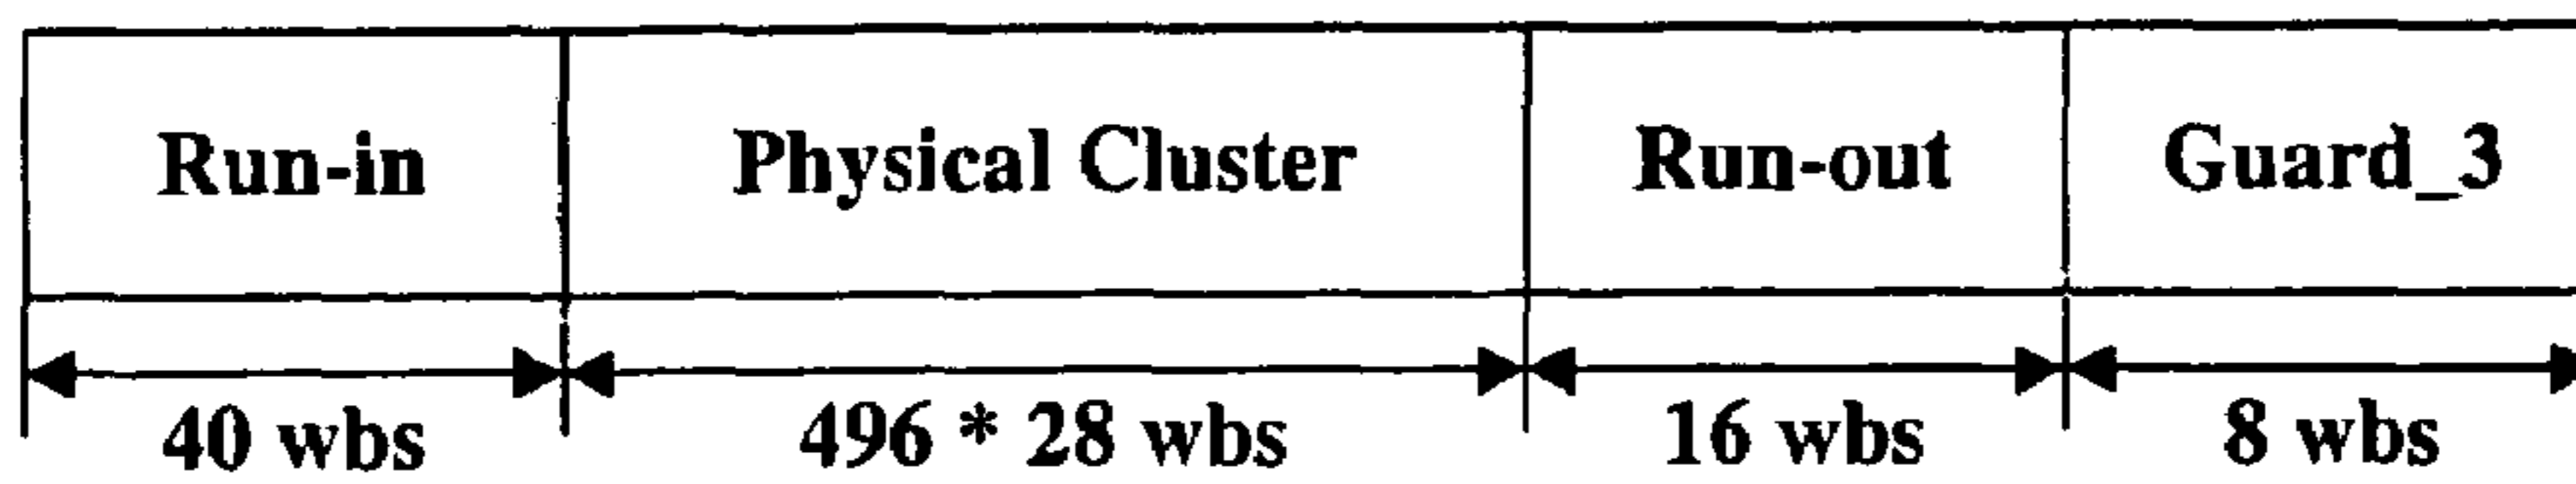 Run-in Physical Cluster Run-out Guard_3
40 wbs 496 * 28 wbs 16 wbs 8 wbs